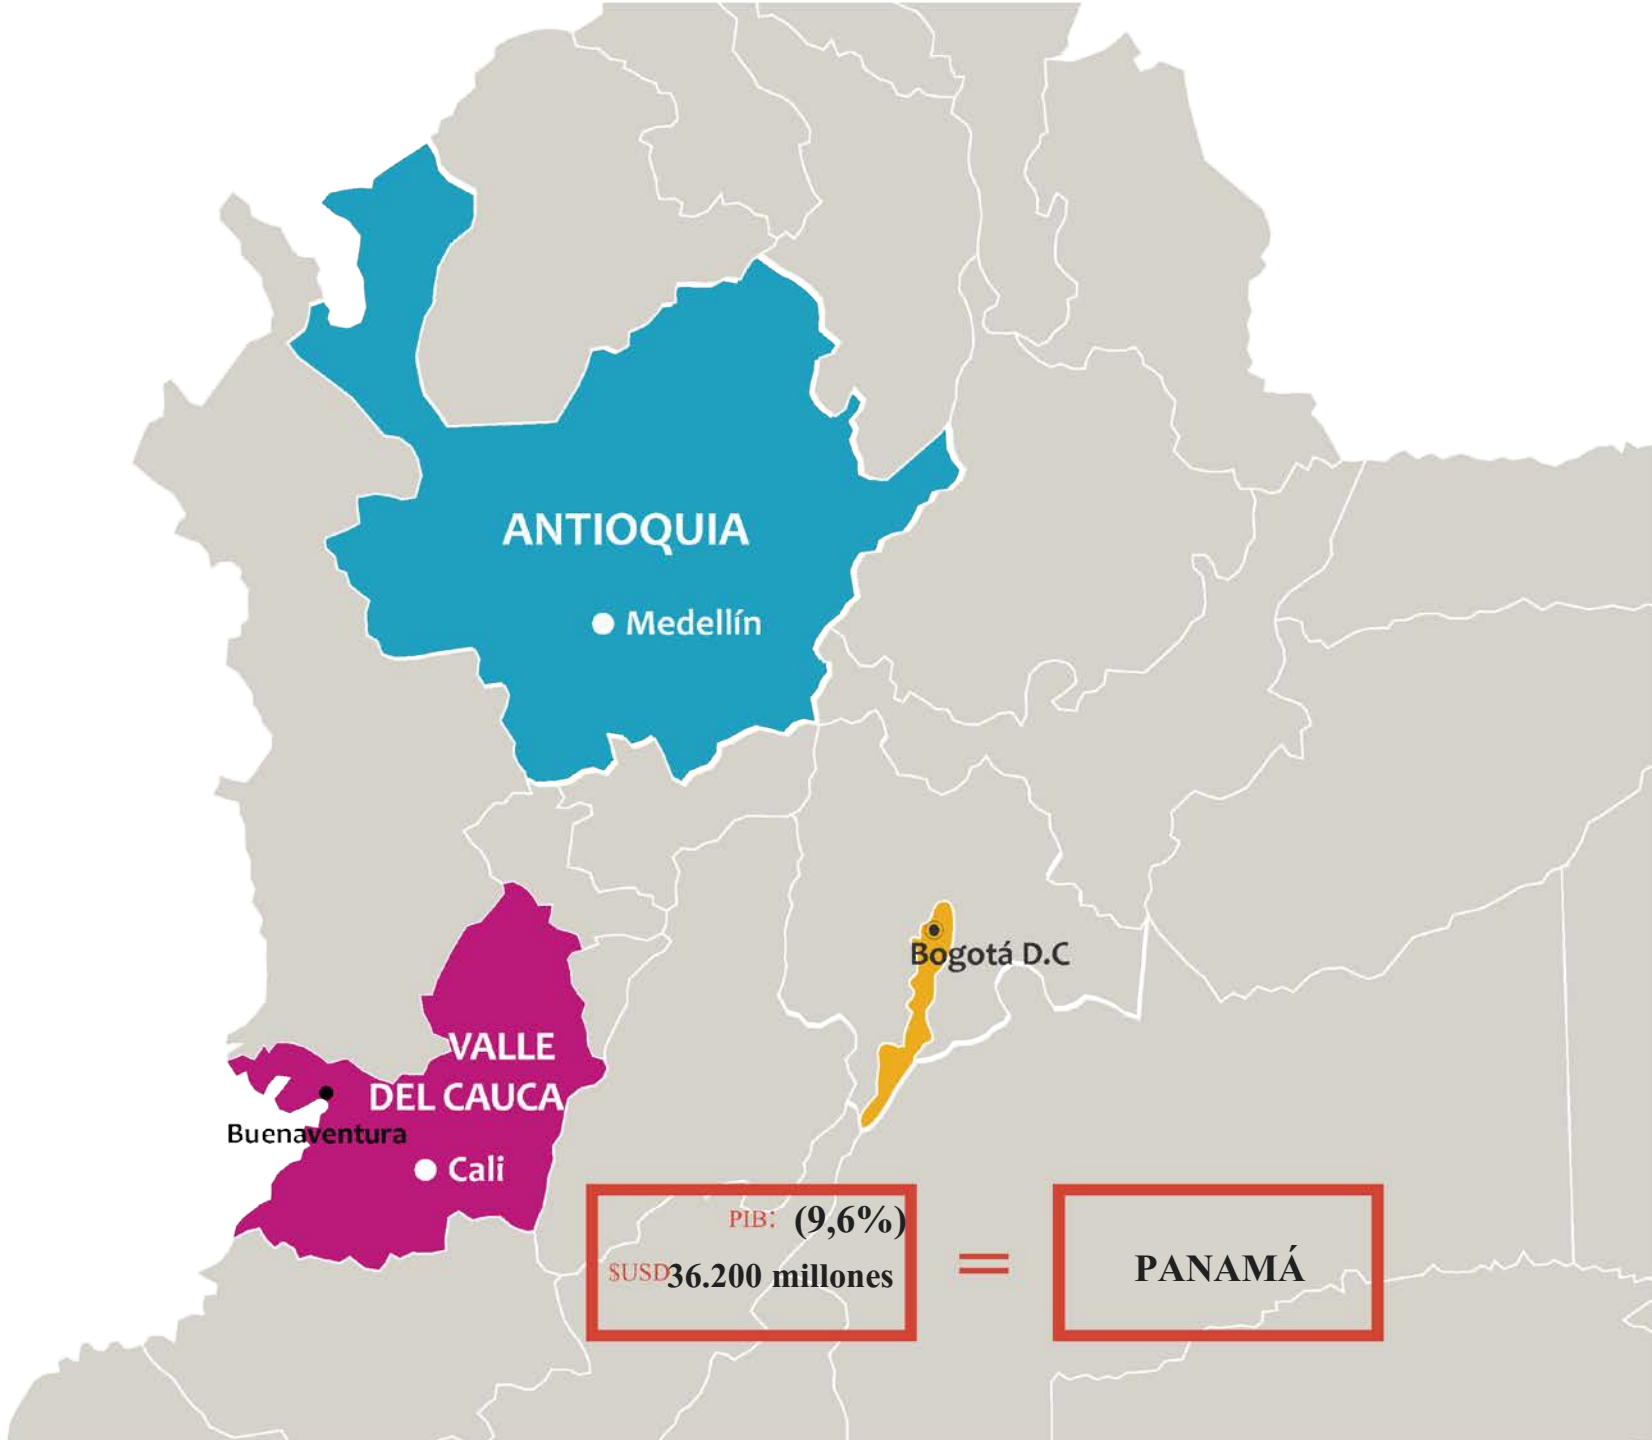 ANTIOQUIA
Medellín
Bogotá D.C
VALLE
DEL CAUCA
Buenaventura
Cali
PIB: (9,6%)
$USD36.200 millones
=
PANAMÁ